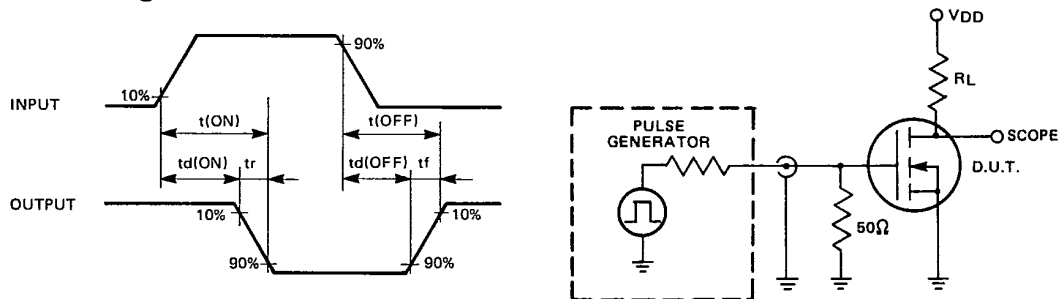 INPUT
10%
90%
t(ON)
t(OFF)
td(ON)
tr
td(OFF)
tf
OUTPUT
10%
90%
90%
10%
PULSE
GENERATOR
50Ω
VDD
RL
SCOPE
D.U.T.